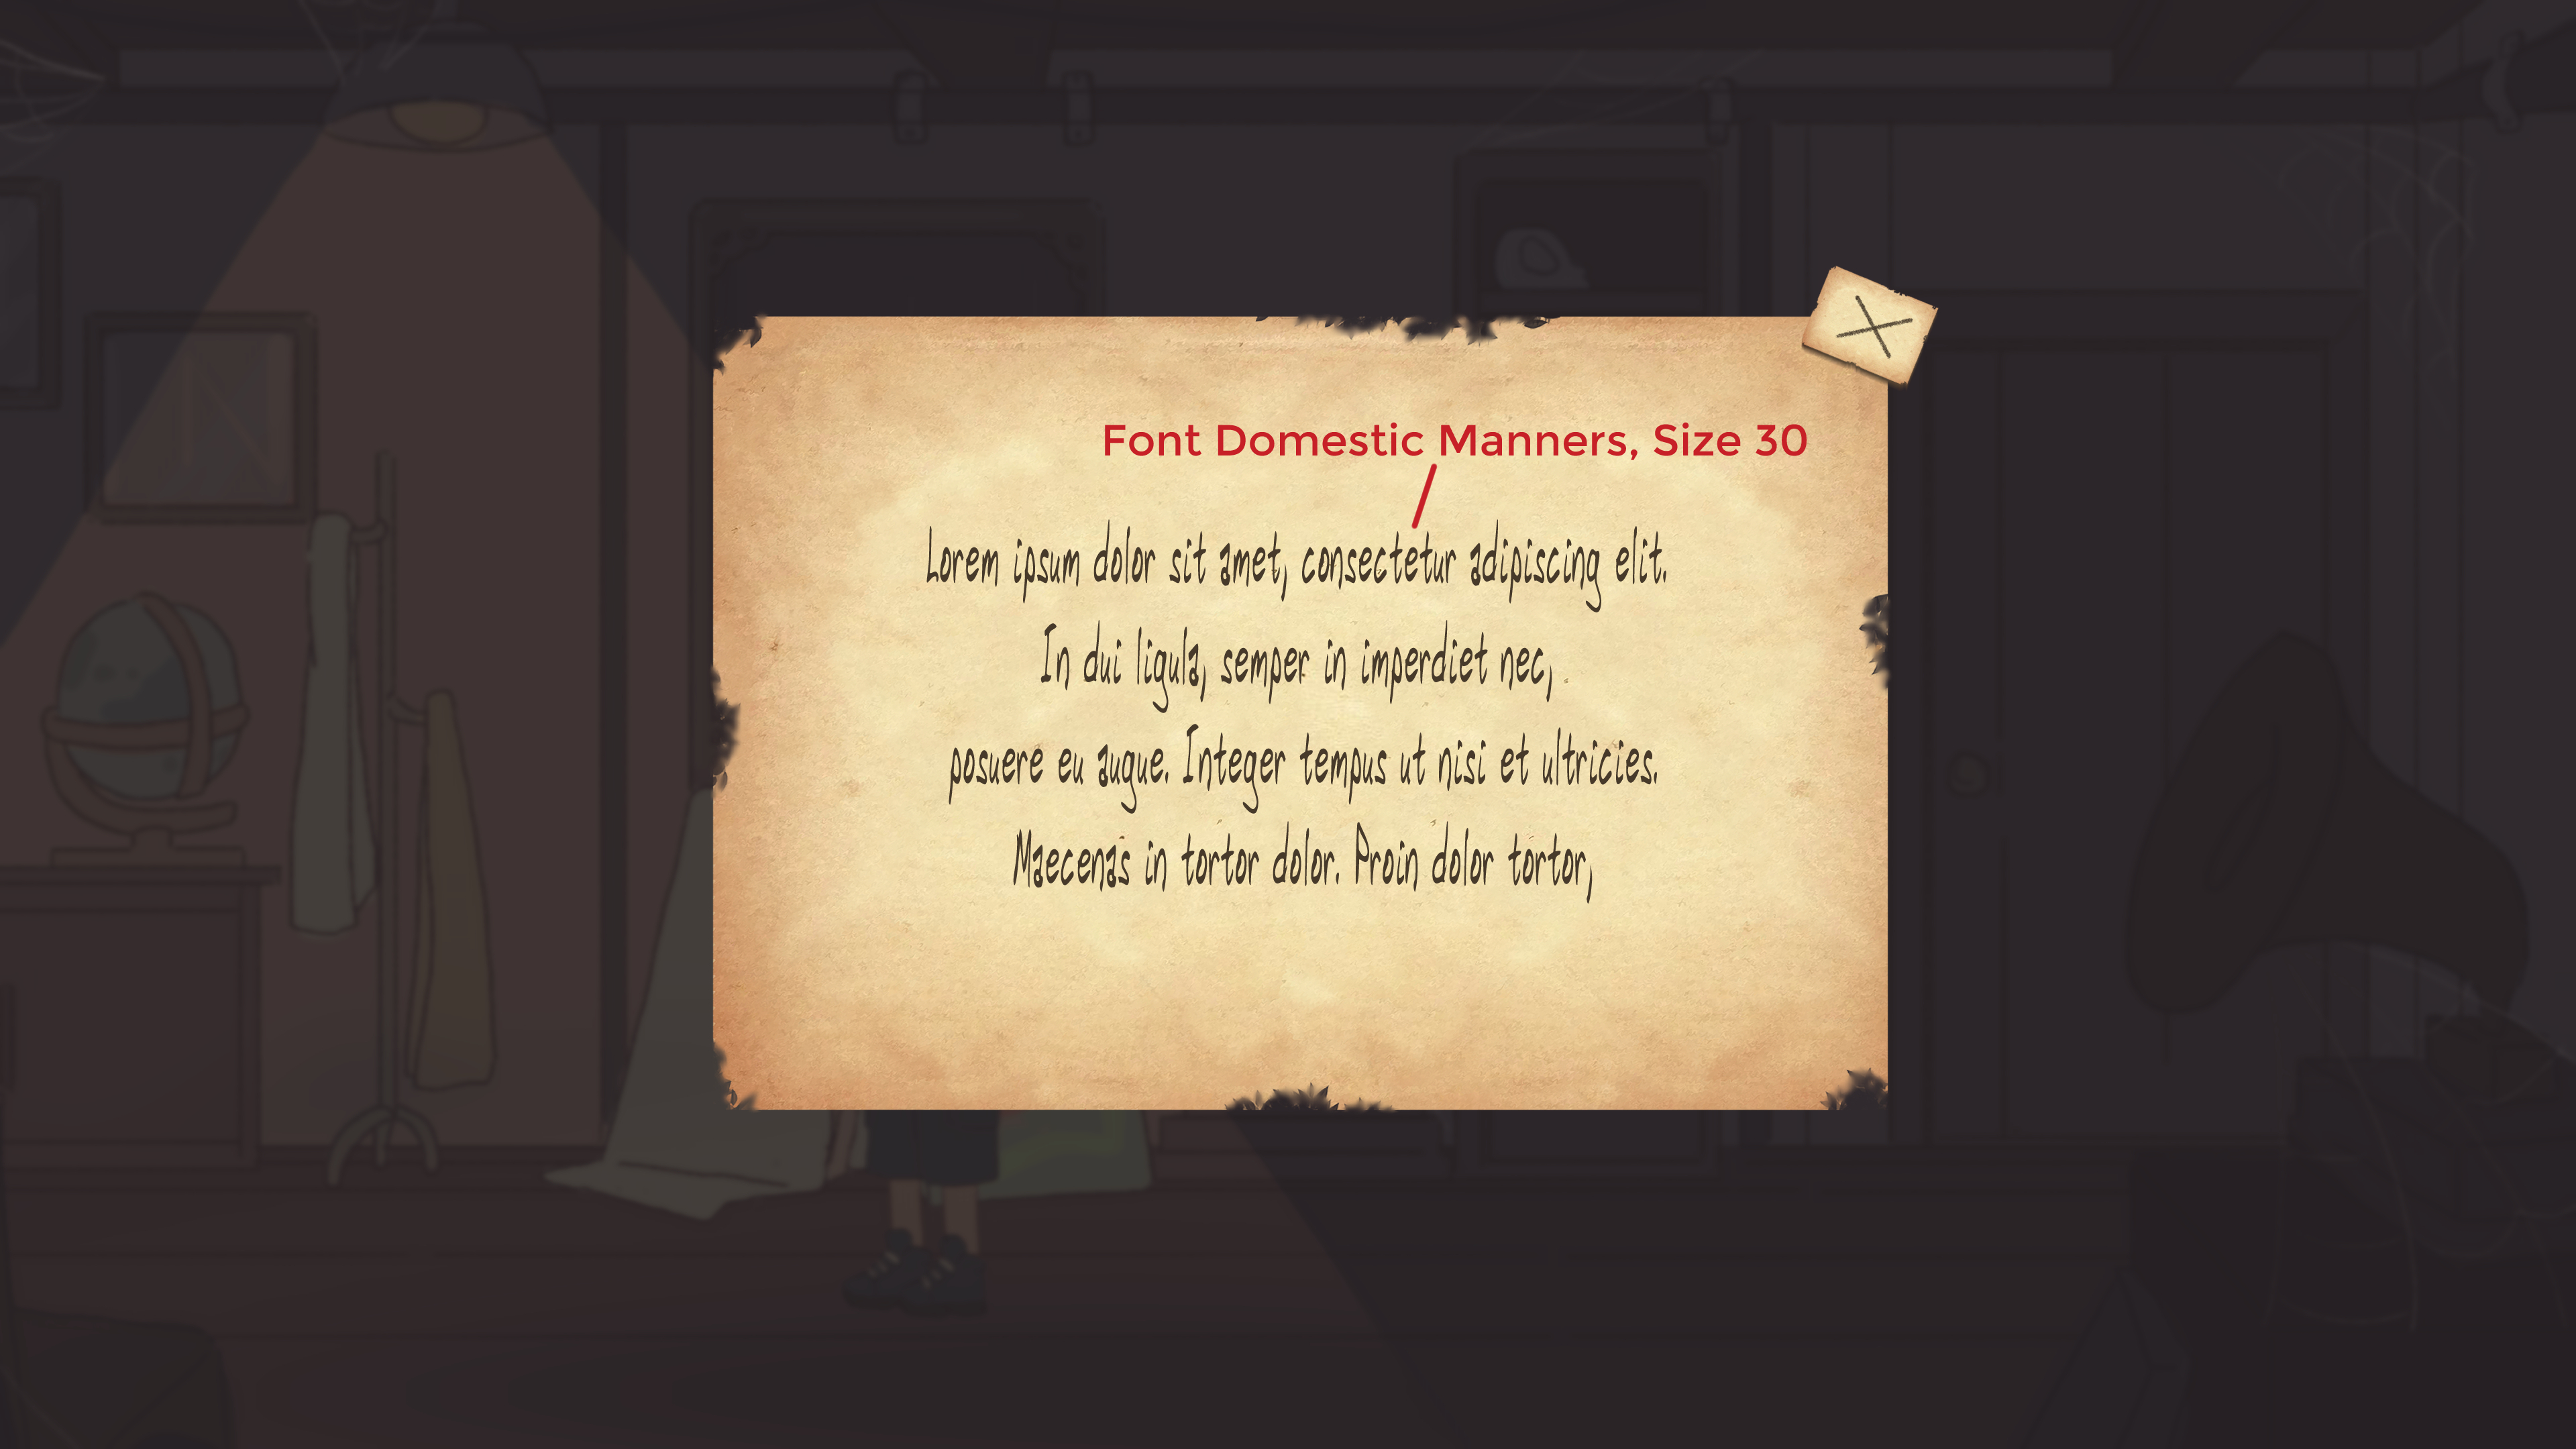 Font Domestic Manners, Size 30
Lorem ipsum dolor sit amet, consectetur adipiscing elit.
In dui ligula, semper in imperdiet nec,
posuere eu augue. Integer tempus ut nisi et ultricies.
Maecenas in tortor dolor. Proin dolor tortor,